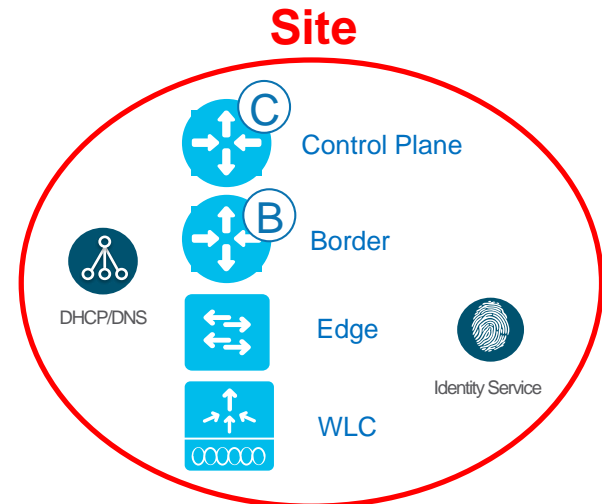 Site
C
Control Plane
B
Border
DHCP/DNS
Edge
Identity Service
WLC